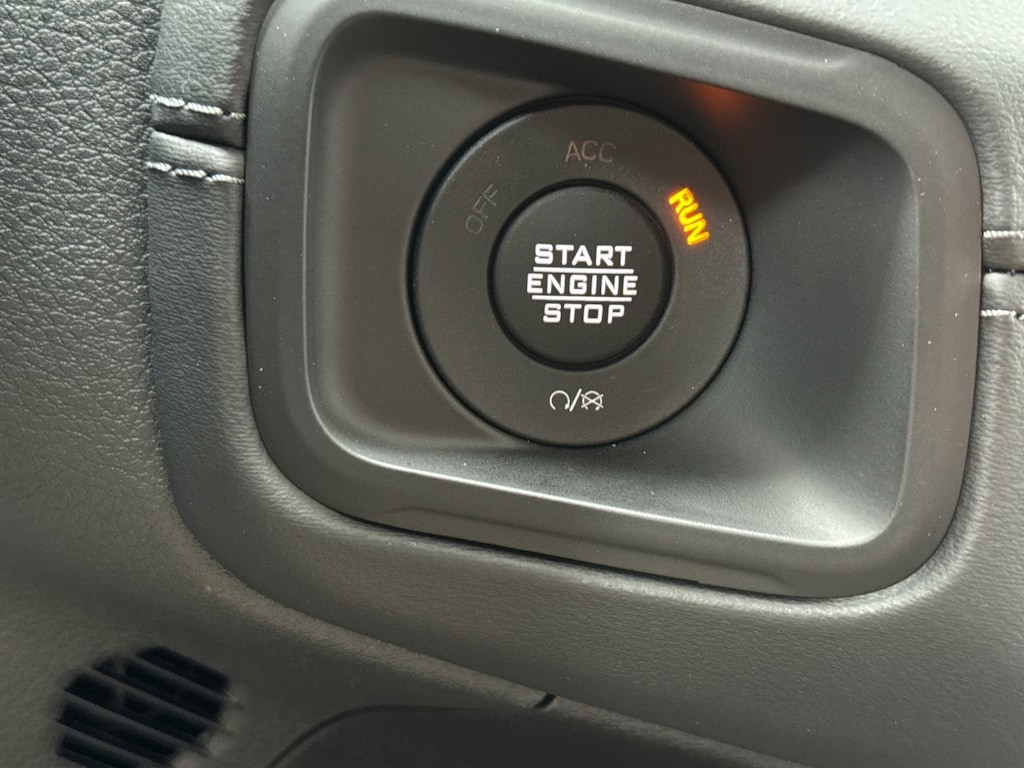 ACC
OFF
RUN
START
ENGINE
STOP